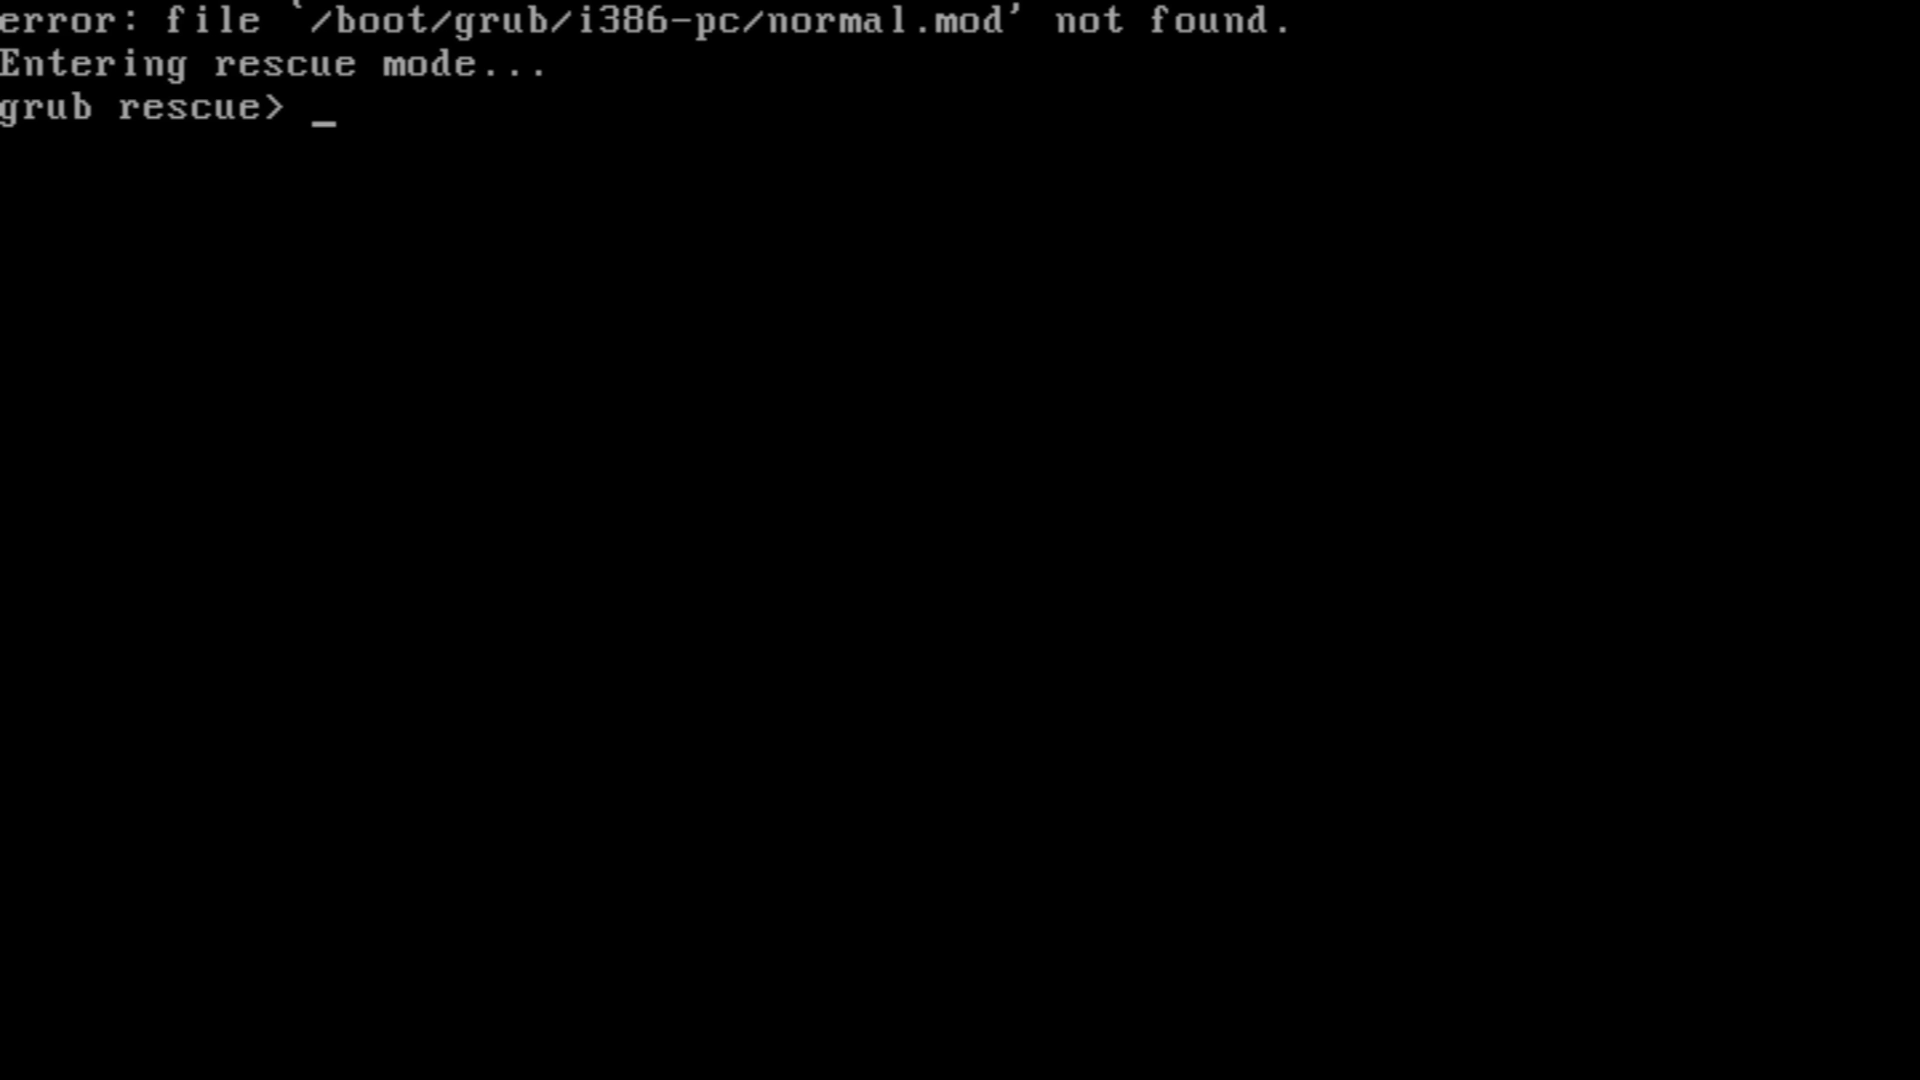 error: file `/boot/grub/i386-pc/normal.mod' not found.
Entering rescue mode...
grub rescue> _